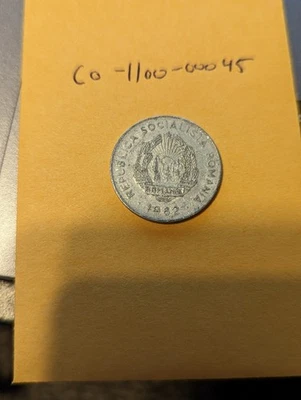 CO-1100-00045
REPUBLICA SOCIALISTA ROMANIA
ROMANIA
1982